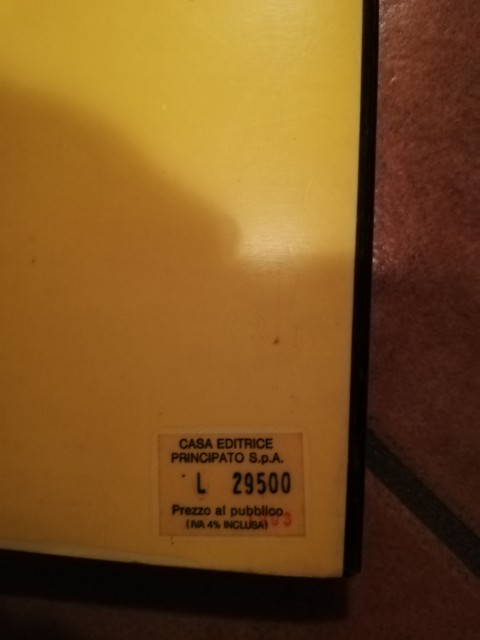 CASA EDITRICE
PRINCIPATO S.p.A.
L 29500
Prezzo al pubblico
(IVA 4% INCLUSA)